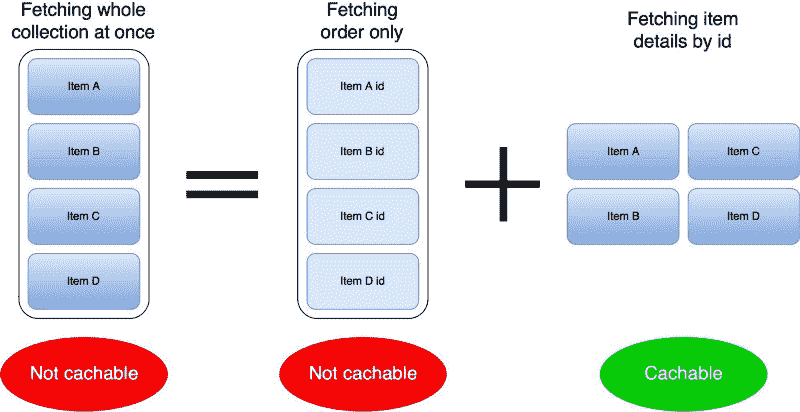 Fetching whole
collection at once
Item A
Item B
Item C
Item D
Not cachable
Fetching
order only
Item A id
Item B id
Item C id
Item D id
Not cachable
Fetching item
details by id
Item A
Item C
Item B
Item D
Cachable